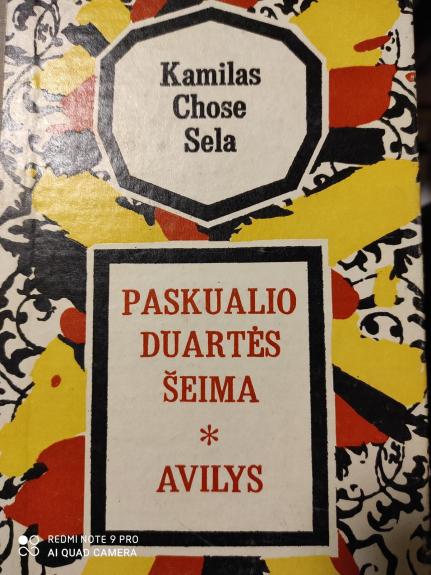 Kamilas
Chose
Sela
PASKUALIO
DUARTĖS
ŠEIMA
*
AVILYS
REDMI NOTE 9 PRO
AI QUAD CAMERA